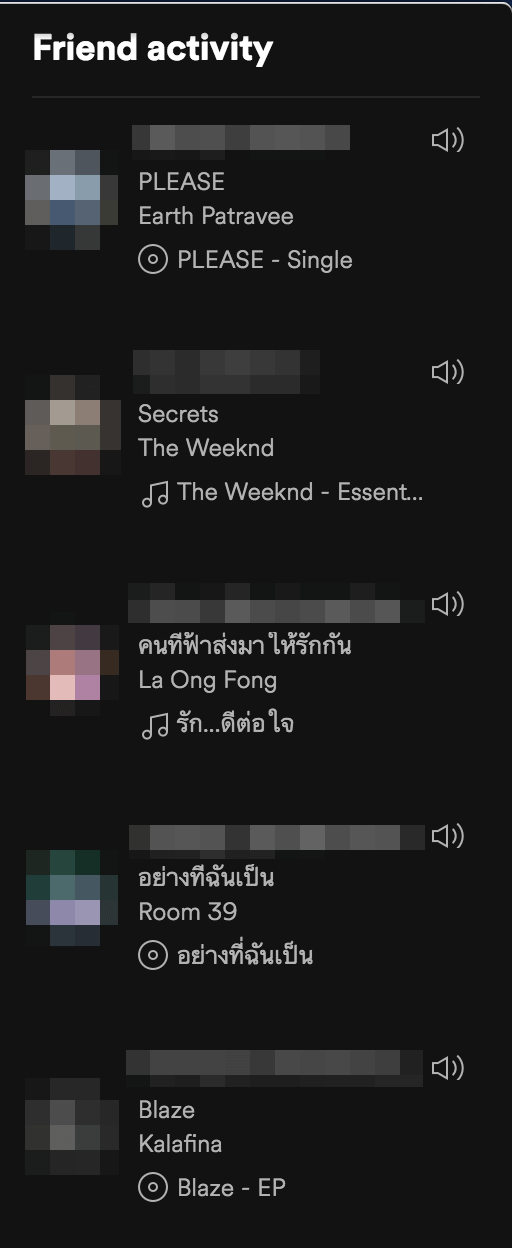 Friend activity
PLEASE
Earth Patravee
PLEASE - Single
Secrets
The Weeknd
The Weeknd - Essent...
คนที่ฟ้าส่งมา ให้รักกัน
La Ong Fong
รัก...ดีต่อใจ
อย่างที่ฉันเป็น
Room 39
อย่างที่ฉันเป็น
Blaze
Kalafina
Blaze - EP